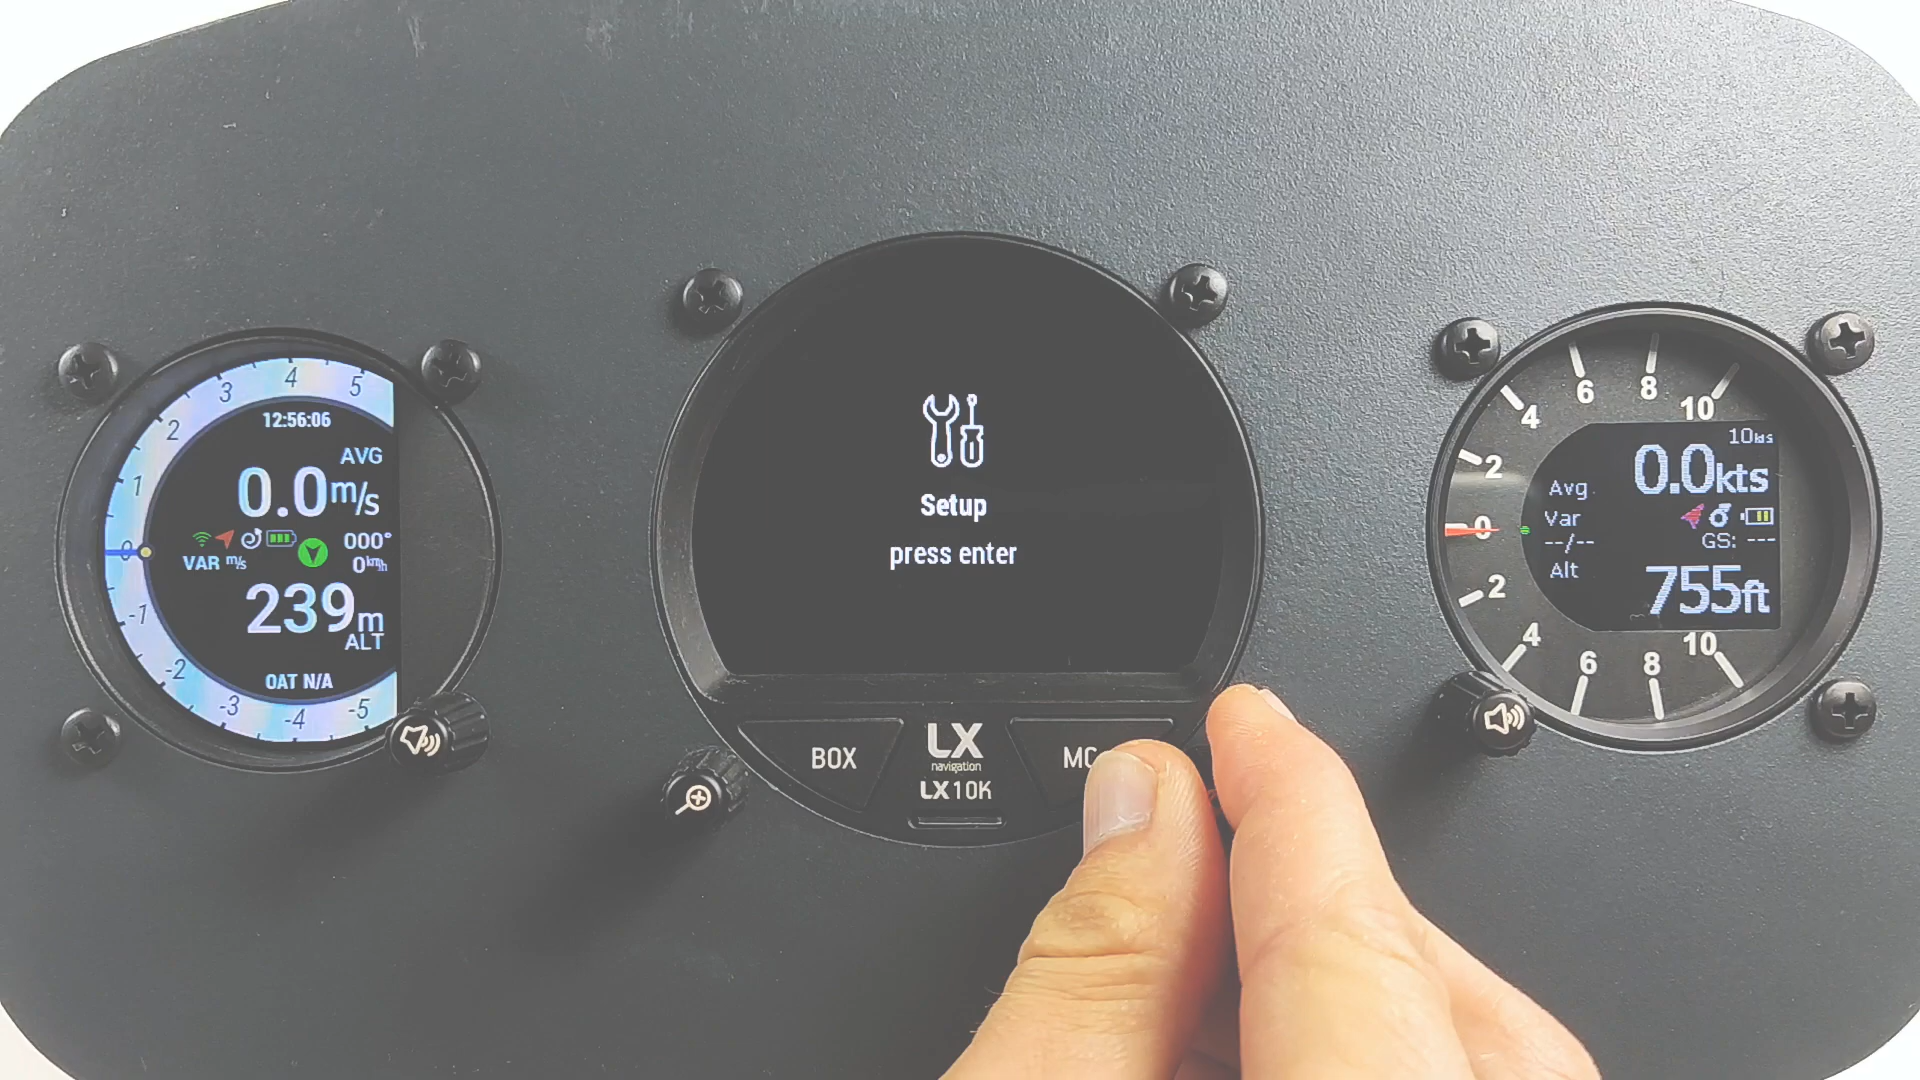 3
4
5
2
1
0
-1
-2
-3
-4
-5
12:56:06
AVG
0.0m/s
000°
VAR m/s
0km/h
239m
ALT
OAT N/A
Setup
press enter
BOX
LX
navigation
LX10K
MC
4
6
8
10
2
0
2
4
6
8
10
10kts
0.0kts
Avg
Var
--/--
GS: ---
Alt
755ft